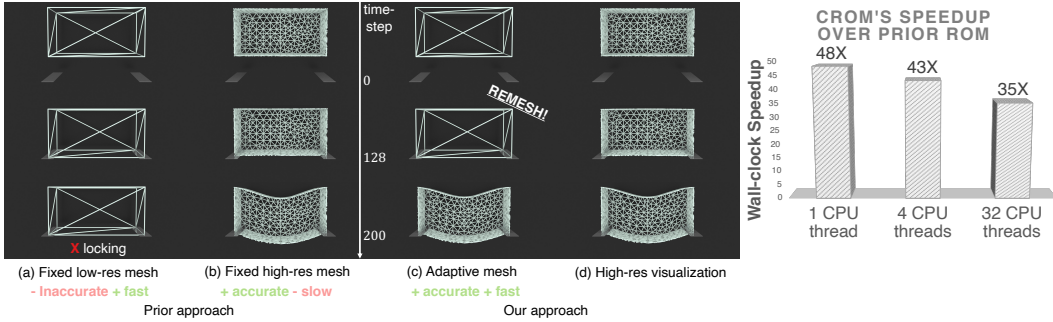 time-
step
0
REMESH!
128
200
X locking
(a) Fixed low-res mesh
(b) Fixed high-res mesh
(c) Adaptive mesh
(d) High-res visualization
- Inaccurate + fast
+ accurate - slow
+ accurate + fast
Prior approach
Our approach
CROM'S SPEEDUP
OVER PRIOR ROM
Wall-clock Speedup
50
45
40
35
30
25
20
15
10
5
0
48X
43X
35X
1 CPU
thread
4 CPU
threads
32 CPU
threads